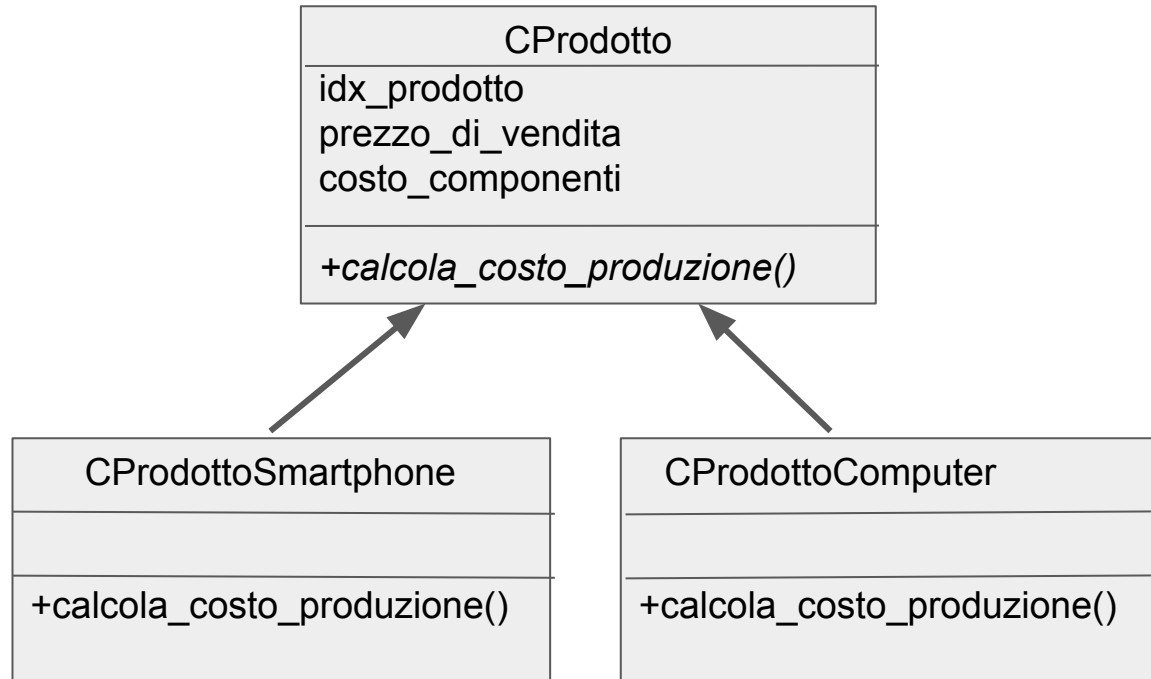 CProdotto
idx_prodotto
prezzo_di_vendita
costo_componenti
+calcola_costo_produzione()
CProdottoSmartphone
+calcola_costo_produzione()
CProdottoComputer
+calcola_costo_produzione()